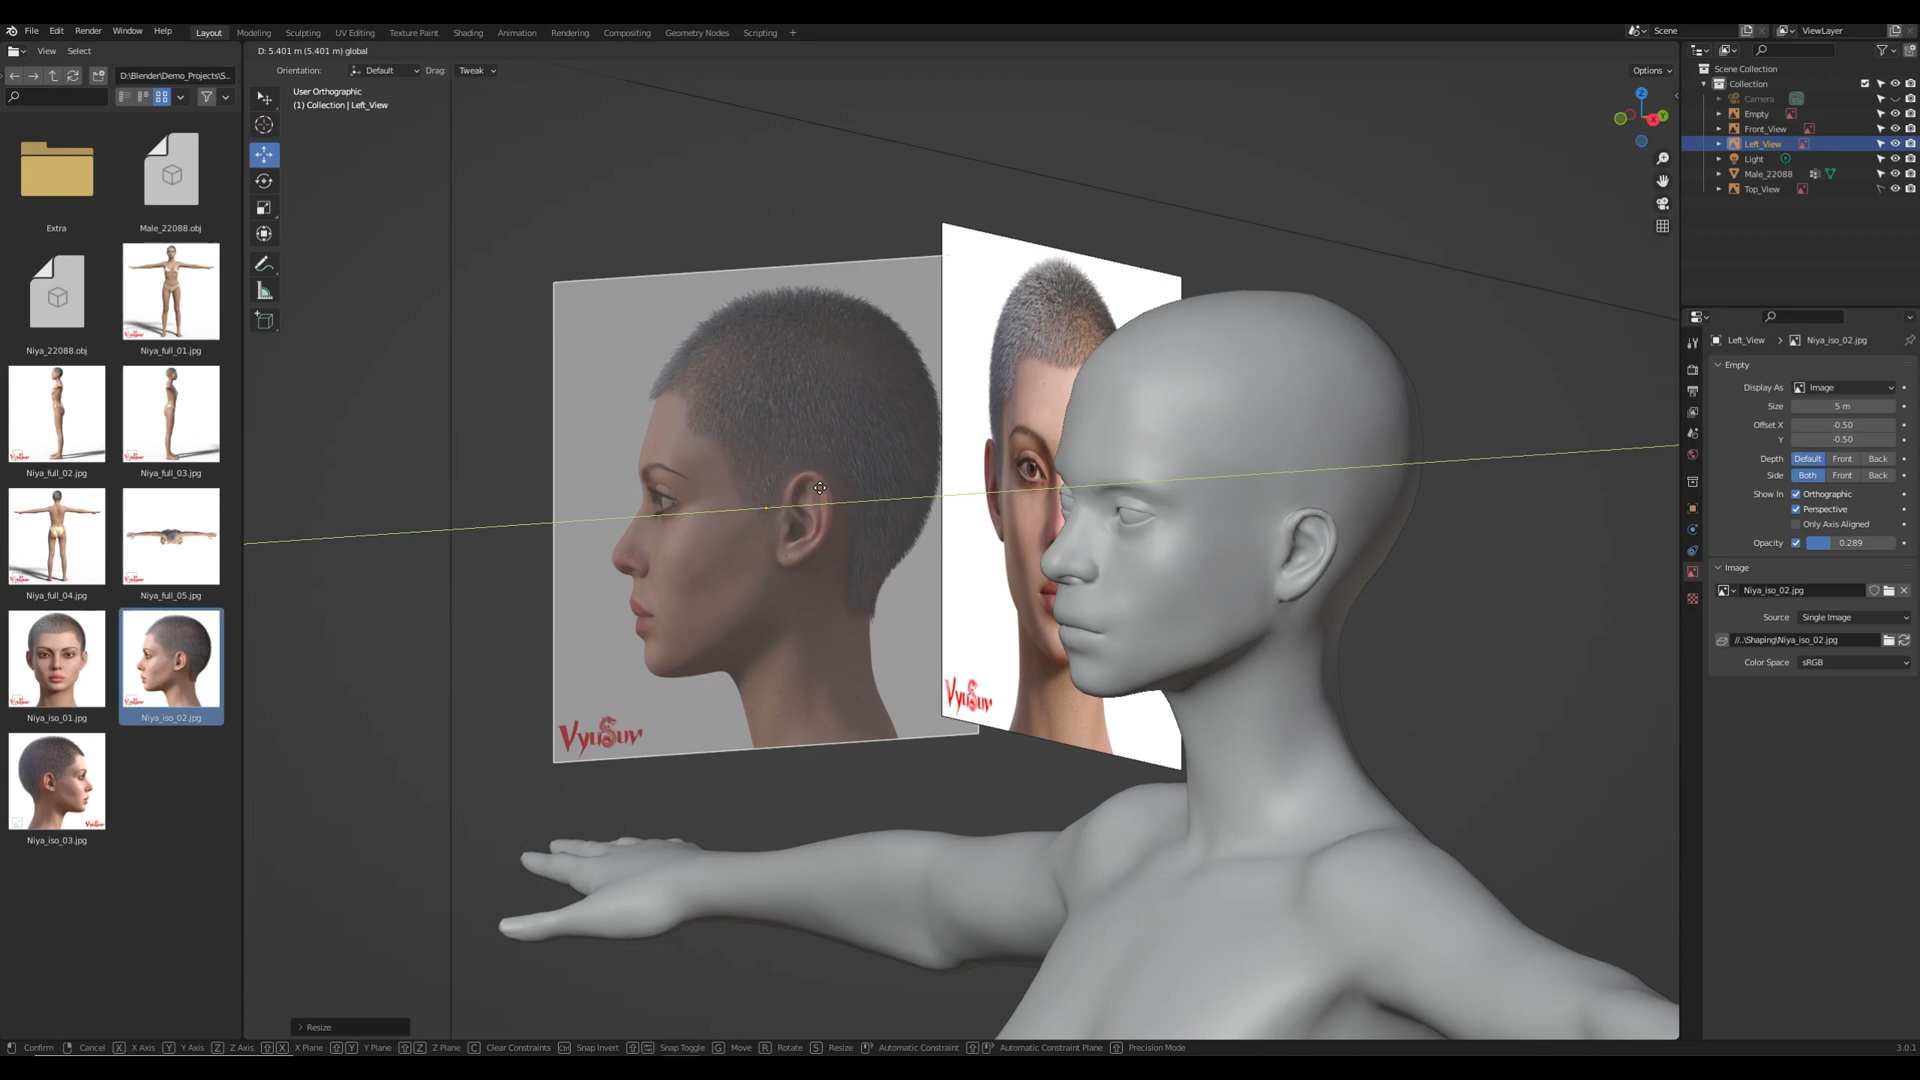 File Edit Render Window Help
Layout Modeling Sculpting UV Editing Texture Paint Shading Animation Rendering Compositing Geometry Nodes Scripting +
Scene
ViewLayer
View Select
D: 5.401 m (5.401 m) global
D:\Blender\Demo_Projects\S...
Orientation: Default Drag: Tweak
Options
User Orthographic
(1) Collection | Left_View
Extra
Male_22088.obj
Niya_22088.obj
Niya_full_01.jpg
Niya_full_02.jpg
Niya_full_03.jpg
Niya_full_04.jpg
Niya_full_05.jpg
Niya_iso_01.jpg
Niya_iso_02.jpg
Niya_iso_03.jpg
VyuSuv
VyuSuv
Z
Y
X
Resize
Scene Collection
Collection
Camera
Empty
Front_View
Left_View
Light
Male_22088
Top_View
Left_View > Niya_iso_02.jpg
Empty
Display As Image
Size 5 m
Offset X -0.50
Y -0.50
Depth Default Front Back
Side Both Front Back
Show In Orthographic
Perspective
Only Axis Aligned
Opacity 0.289
Image
Niya_iso_02.jpg
Source Single Image
//..\Shaping\Niya_iso_02.jpg
Color Space sRGB
Confirm Cancel X X Axis Y Y Axis Z Z Axis X X Plane Y Y Plane Z Z Plane C Clear Constraints Ctrl Snap Invert Snap Toggle G Move R Rotate S Resize Automatic Constraint Automatic Constraint Plane Precision Mode
3.0.1